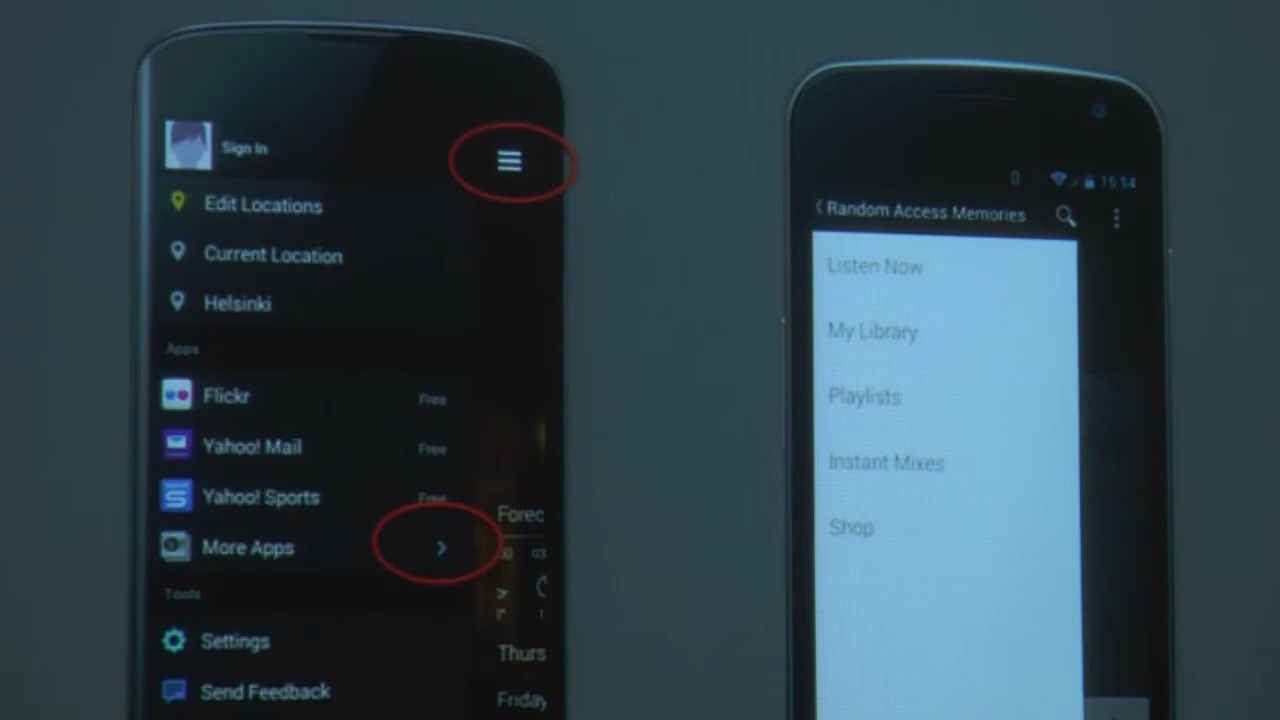 Sign In
Edit Locations
Current Location
Helsinki
Apps
Flickr Free
Yahoo! Mail Free
Yahoo! Sports Free
More Apps
Tools
Settings
Send Feedback
Forec
03
Thurs
Friday
15:54
Random Access Memories
Listen Now
My Library
Playlists
Instant Mixes
Shop